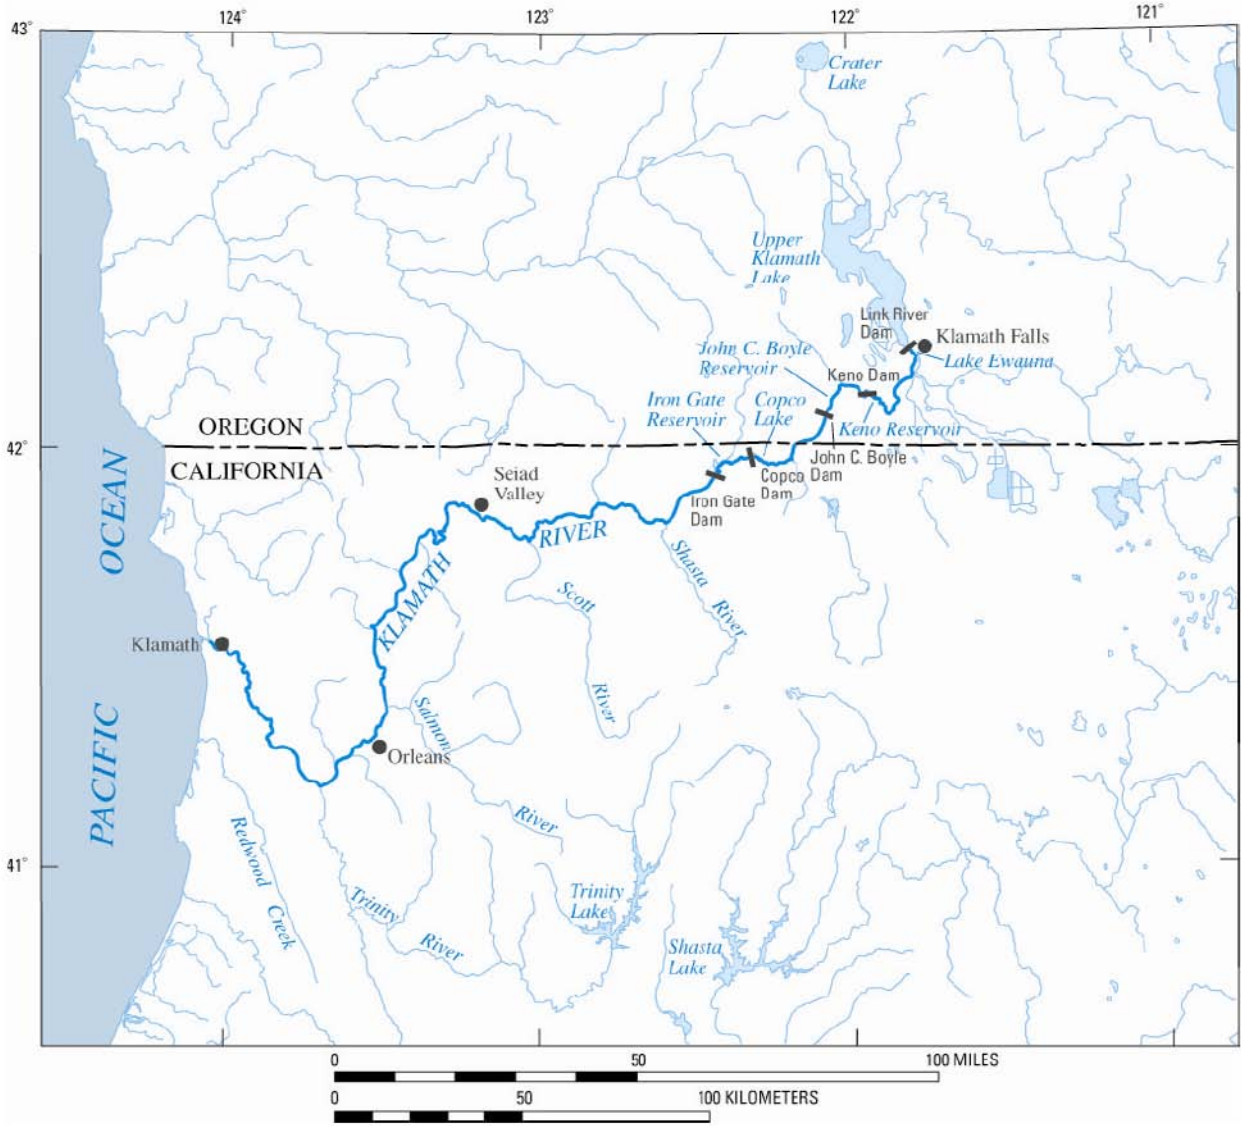 124°
123°
122°
121°
43°
Crater
Lake
Upper
Klamath
Lake
Link River
Dam
Klamath Falls
Lake Ewauna
John C. Boyle
Reservoir
Keno Dam
Iron Gate
Reservoir
Copco
Lake
Keno Reservoir
OREGON
42°
CALIFORNIA
John C. Boyle
Dam
Copco
Dam
Iron Gate
Dam
Seiad
Valley
KLAMATH
RIVER
Shasta
River
Scott
River
PACIFIC
OCEAN
Klamath
Salmon
River
Orleans
Redwood
Creek
41°
Trinity
River
Trinity
Lake
Shasta
Lake
0
50
100 MILES
0
50
100 KILOMETERS